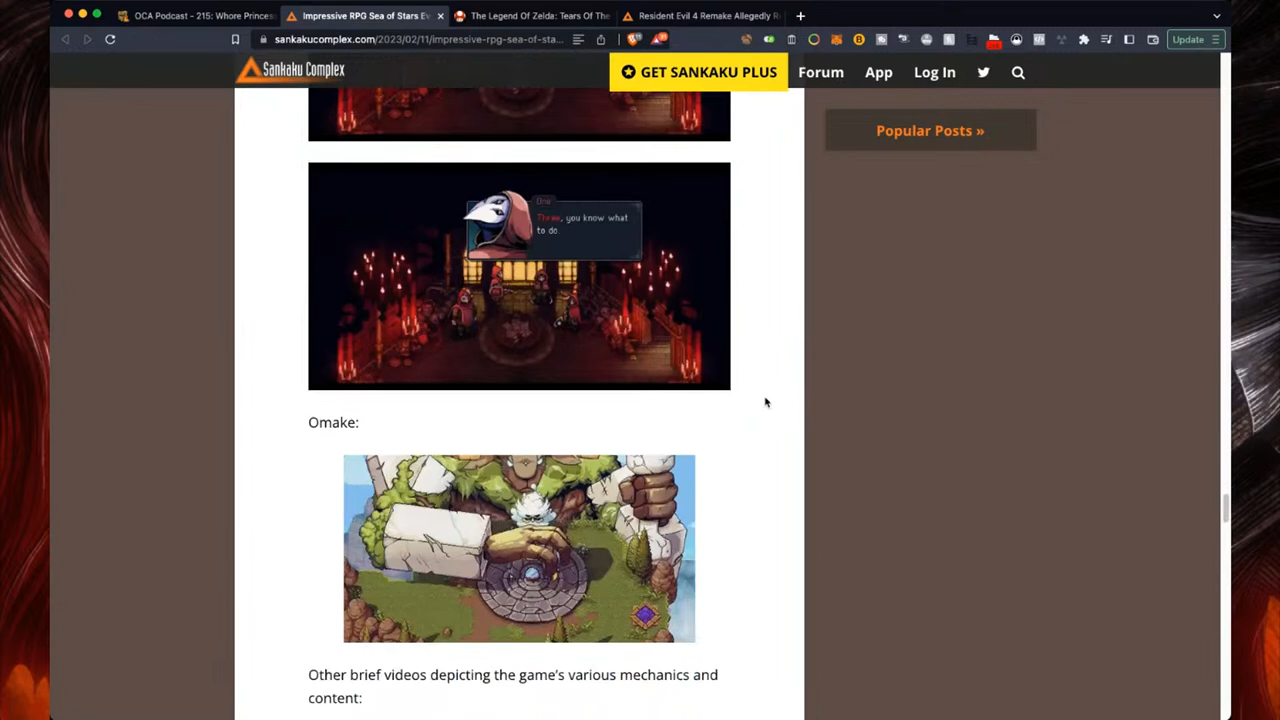 OCA Podcast - 215: Whore Princess
Impressive RPG Sea of Stars Ev
The Legend Of Zelda: Tears Of The
Resident Evil 4 Remake Allegedly R
sankakucomplex.com/2023/02/11/impressive-rpg-sea-of-sta...
Update
Sankaku Complex
GET SANKAKU PLUS
Forum
App
Log In
Popular Posts »
One
Three, you know what
to do.
Omake:
Other brief videos depicting the game's various mechanics and
content: